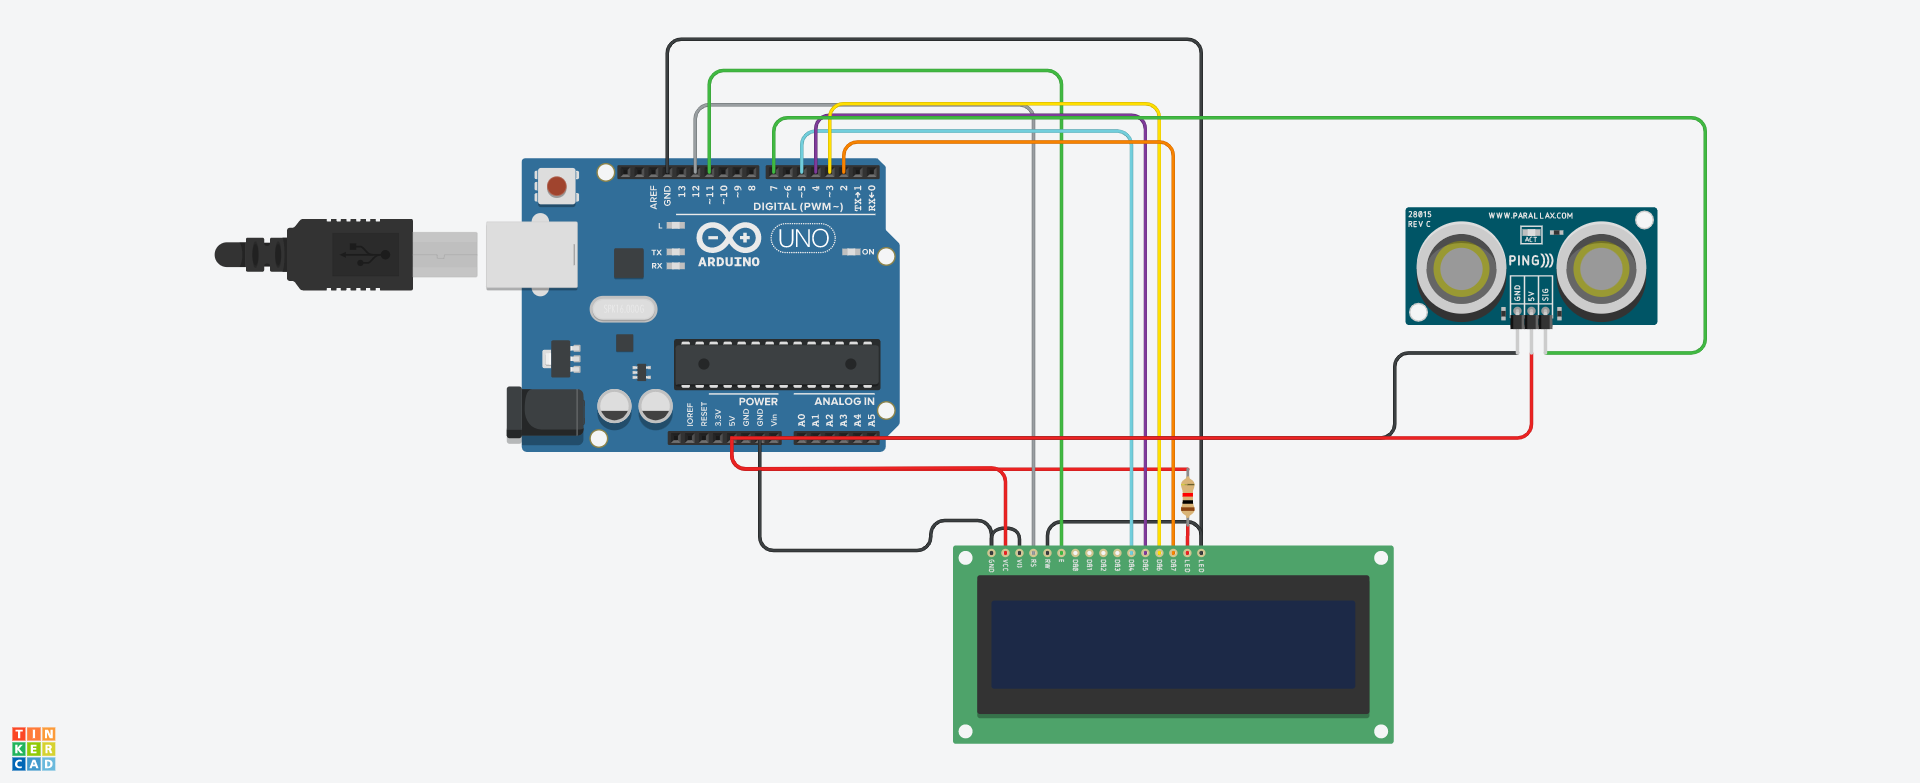 AREF
GND
13
12
~11
~10
~9
8
7
~6
~5
4
~3
2
TX→1
RX←0
DIGITAL (PWM~)
L
TX
RX
UNO
ON
ARDUINO
POWER
ANALOG IN
IOREF
RESET
3.3V
5V
GND
GND
Vin
A0
A1
A2
A3
A4
A5
28015
REV C
WWW.PARALLAX.COM
ACT
PING)))
GND
5V
SIG
GND
VCC
V0
RS
RW
E
DB0
DB1
DB2
DB3
DB4
DB5
DB6
DB7
LED
LED
TIN
KER
CAD